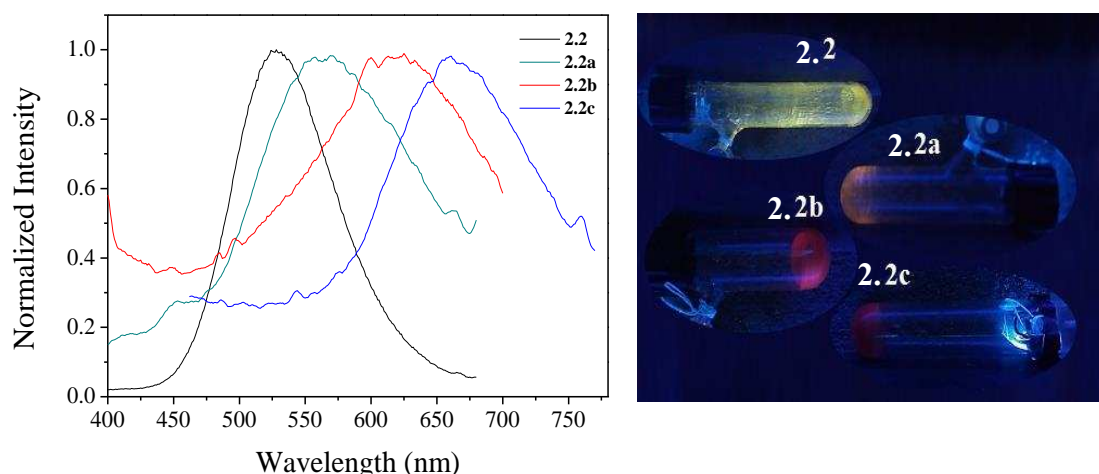 Normalized Intensity
1.0
0.8
0.6
0.4
0.2
0.0
400 450 500 550 600 650 700 750
Wavelength (nm)
2.2
2.2a
2.2b
2.2c
2.2
2.2a
2.2b
2.2c